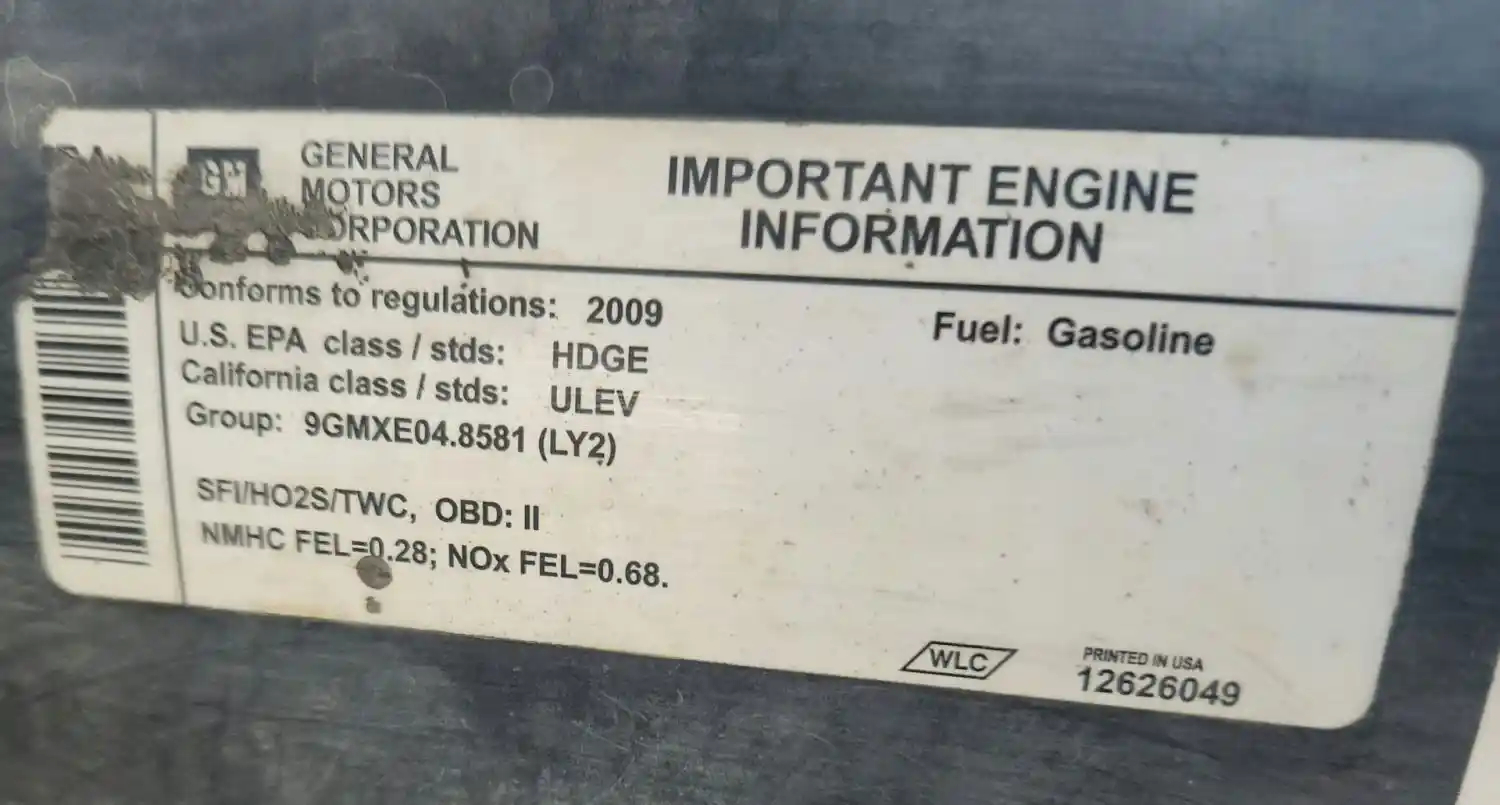 GM
GENERAL
MOTORS
CORPORATION
IMPORTANT ENGINE
INFORMATION
Conforms to regulations: 2009
Fuel: Gasoline
U.S. EPA class / stds: HDGE
California class / stds: ULEV
Group: 9GMXE04.8581 (LY2)
SFI/HO2S/TWC, OBD: II
NMHC FEL=0.28; NOx FEL=0.68.
WLC
PRINTED IN USA
12626049